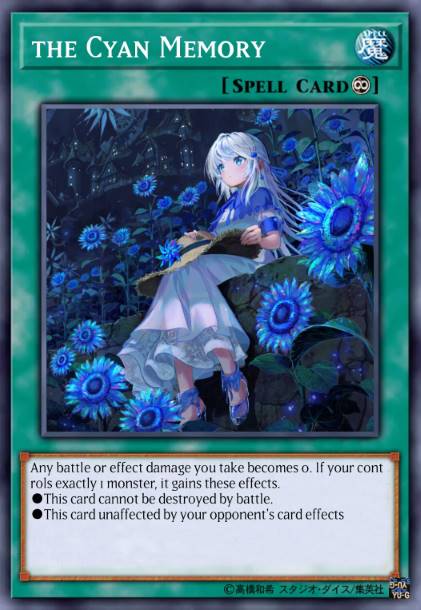 the Cyan Memory
魔
[Spell Card♾]
Any battle or effect damage you take becomes 0. If your cont
rols exactly 1 monster, it gains these effects.
●This card cannot be destroyed by battle.
●This card unaffected by your opponent's card effects
©高橋和希 スタジオ・ダイス/集英社
YU-G